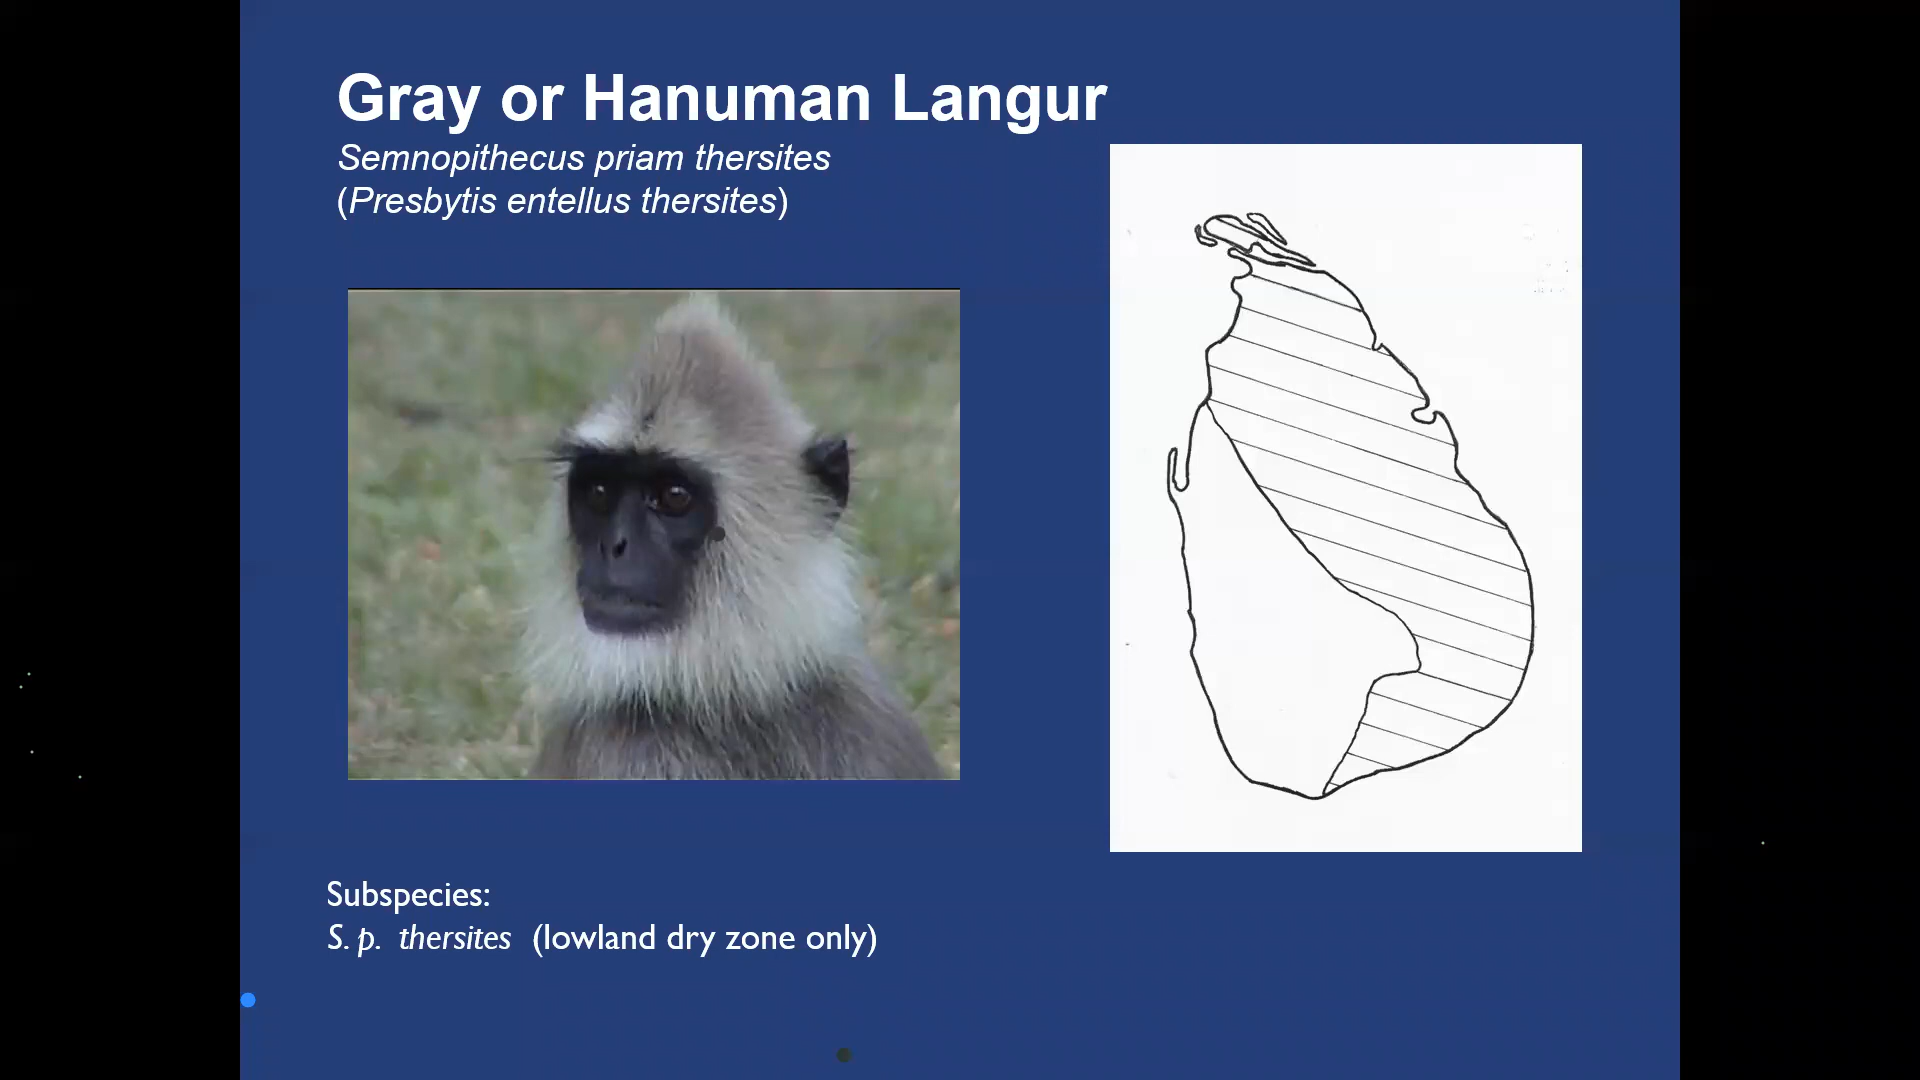 Gray or Hanuman Langur
Semnopithecus priam thersites
(Presbytis entellus thersites)
Subspecies:
S. p. thersites (lowland dry zone only)